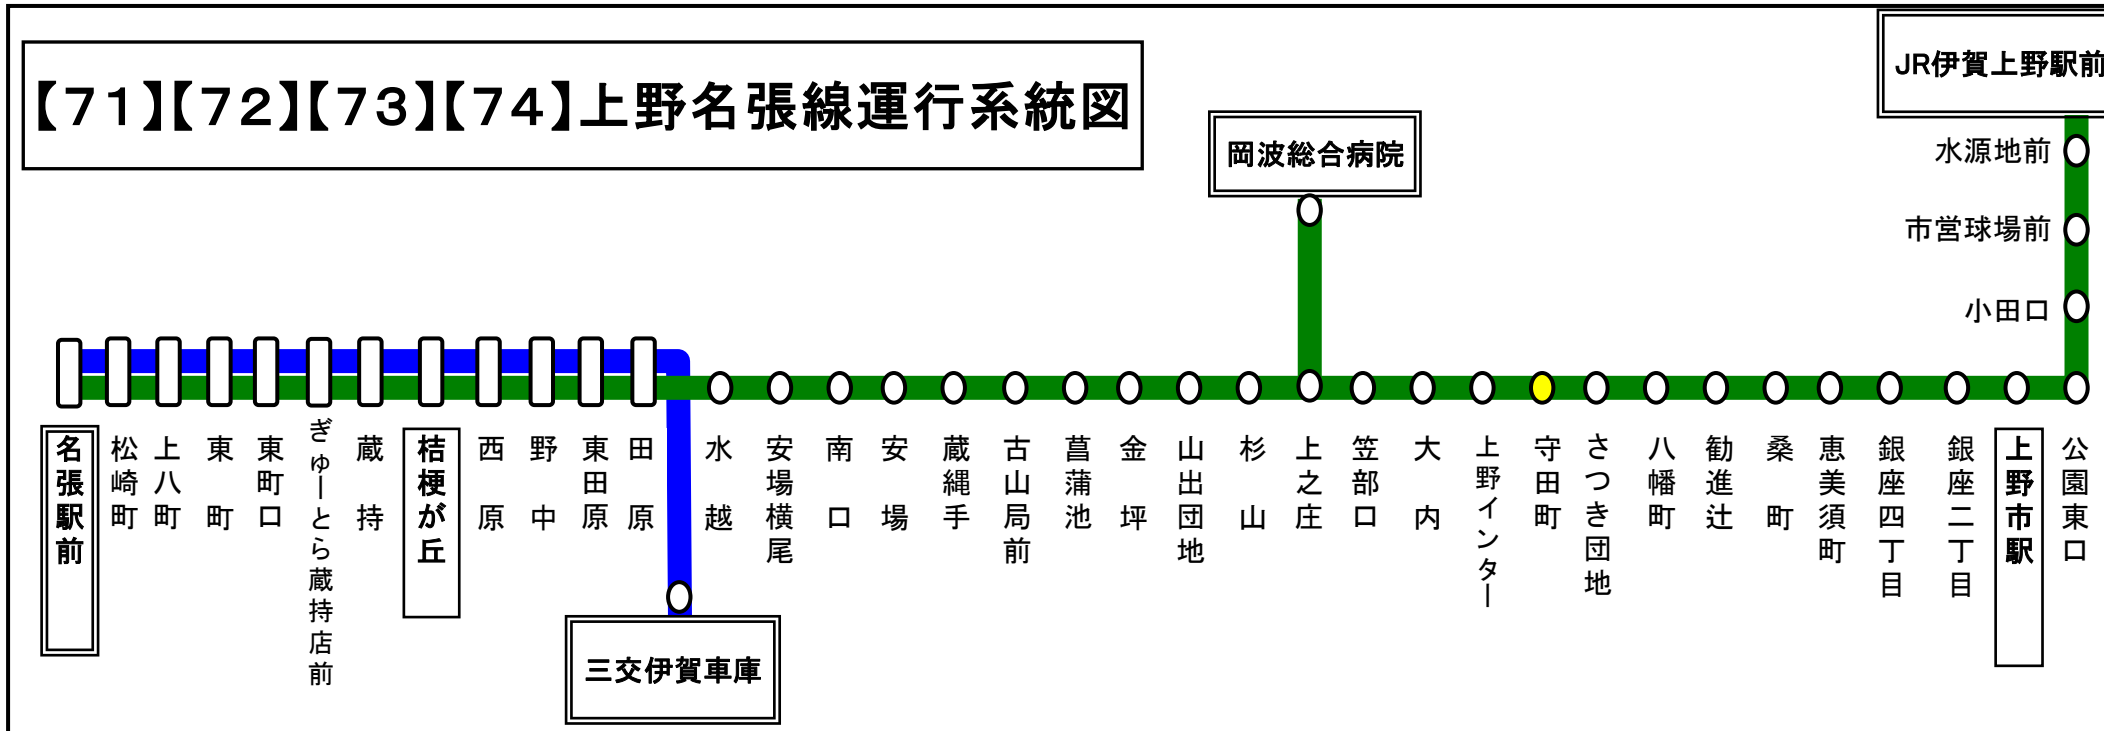 【71】【72】【73】【74】上野名張線運行系統図
JR伊賀上野駅前
岡波総合病院
水源地前
市営球場前
小田口
名張駅前
松崎町
上八町
東町
東町口
ぎゅーとら蔵持店前
蔵持
桔梗が丘
西原
野中
東田原
田原
水越
安場横尾
南口
安場
蔵縄手
古山局前
菖蒲池
金坪
山出団地
杉山
上之庄
笠部口
大内
上野インター
守田町
さつき団地
八幡町
勧進辻
桑町
恵美須町
銀座四丁目
銀座二丁目
上野市駅
公園東口
三交伊賀車庫